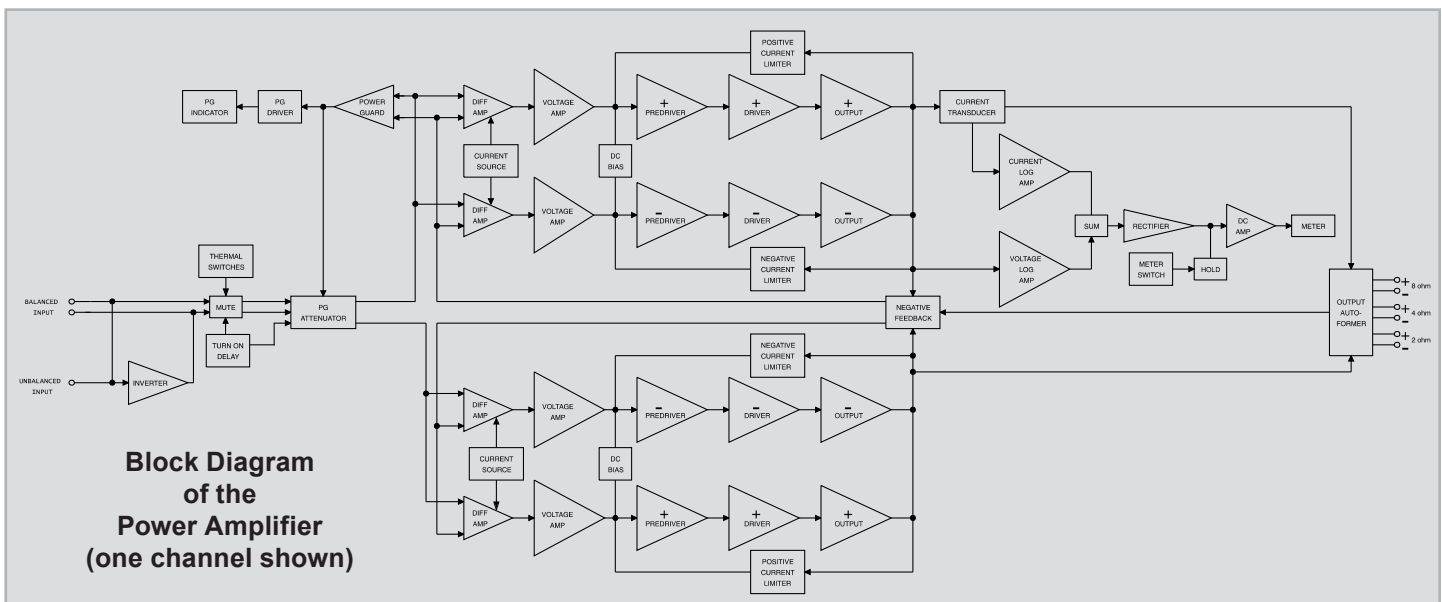 POSITIVE
CURRENT
LIMITER
PG
INDICATOR
PG
DRIVER
POWER
GUARD
DIFF
AMP
VOLTAGE
AMP
+
PREDRIVER
+
DRIVER
+
OUTPUT
CURRENT
TRANSDUCER
CURRENT
SOURCE
DC
BIAS
CURRENT
LOG
AMP
DIFF
AMP
VOLTAGE
AMP
-
PREDRIVER
-
DRIVER
-
OUTPUT
SUM
RECTIFIER
DC
AMP
METER
THERMAL
SWITCHES
NEGATIVE
CURRENT
LIMITER
VOLTAGE
LOG
AMP
METER
SWITCH
HOLD
BALANCED
INPUT
MUTE
PG
ATTENUATOR
NEGATIVE
FEEDBACK
OUTPUT
AUTO-
FORMER
+ 8 ohm
-
+ 4 ohm
-
+ 2 ohm
-
TURN ON
DELAY
UNBALANCED
INPUT
INVERTER
NEGATIVE
CURRENT
LIMITER
DIFF
AMP
VOLTAGE
AMP
-
PREDRIVER
-
DRIVER
-
OUTPUT
CURRENT
SOURCE
DC
BIAS
DIFF
AMP
VOLTAGE
AMP
+
PREDRIVER
+
DRIVER
+
OUTPUT
POSITIVE
CURRENT
LIMITER
Block Diagram
of the
Power Amplifier
(one channel shown)